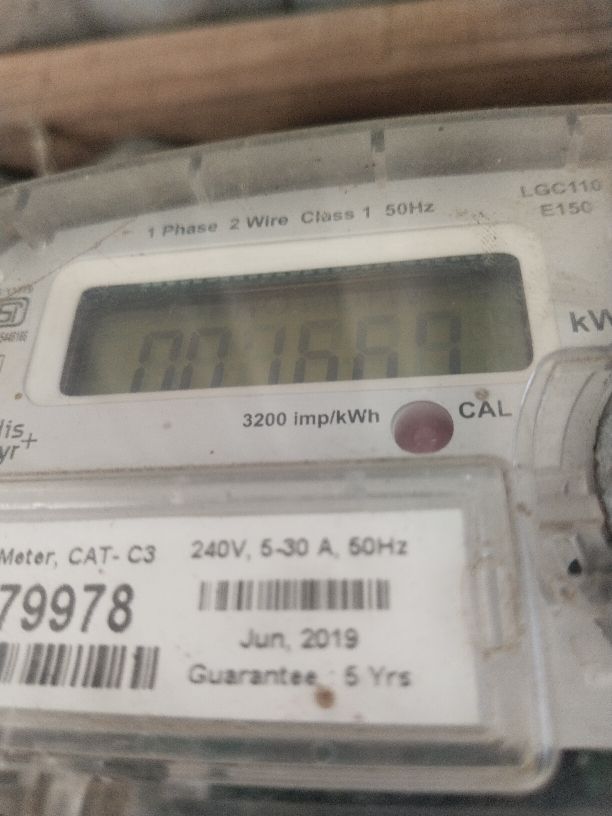 LGC110
E150
1 Phase 2 Wire Class 1 50Hz
kW
3200 imp/kWh
CAL
Meter, CAT- C3
240V, 5-30 A, 50Hz
79978
Jun, 2019
Guarantee : 5 Yrs